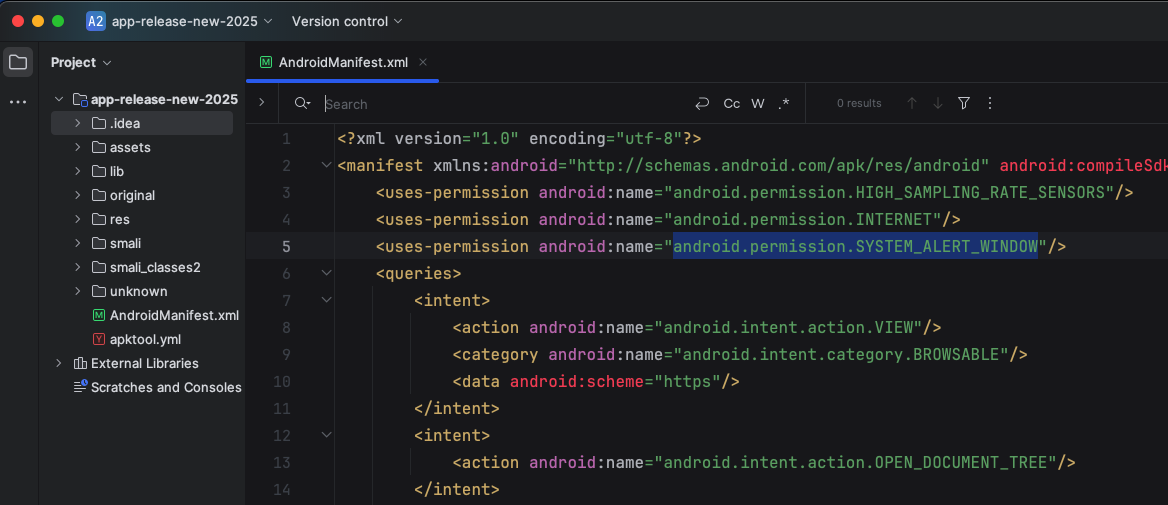 A2 app-release-new-2025 Version control
Project
AndroidManifest.xml
app-release-new-2025
.idea
assets
lib
original
res
smali
smali_classes2
unknown
AndroidManifest.xml
apktool.yml
External Libraries
Scratches and Consoles
Search Cc W .* 0 results
1 <?xml version="1.0" encoding="utf-8"?>
2 <manifest xmlns:android="http://schemas.android.com/apk/res/android" android:compileSdk
3 <uses-permission android:name="android.permission.HIGH_SAMPLING_RATE_SENSORS"/>
4 <uses-permission android:name="android.permission.INTERNET"/>
5 <uses-permission android:name="android.permission.SYSTEM_ALERT_WINDOW"/>
6 <queries>
7 <intent>
8 <action android:name="android.intent.action.VIEW"/>
9 <category android:name="android.intent.category.BROWSABLE"/>
10 <data android:scheme="https"/>
11 </intent>
12 <intent>
13 <action android:name="android.intent.action.OPEN_DOCUMENT_TREE"/>
14 </intent>